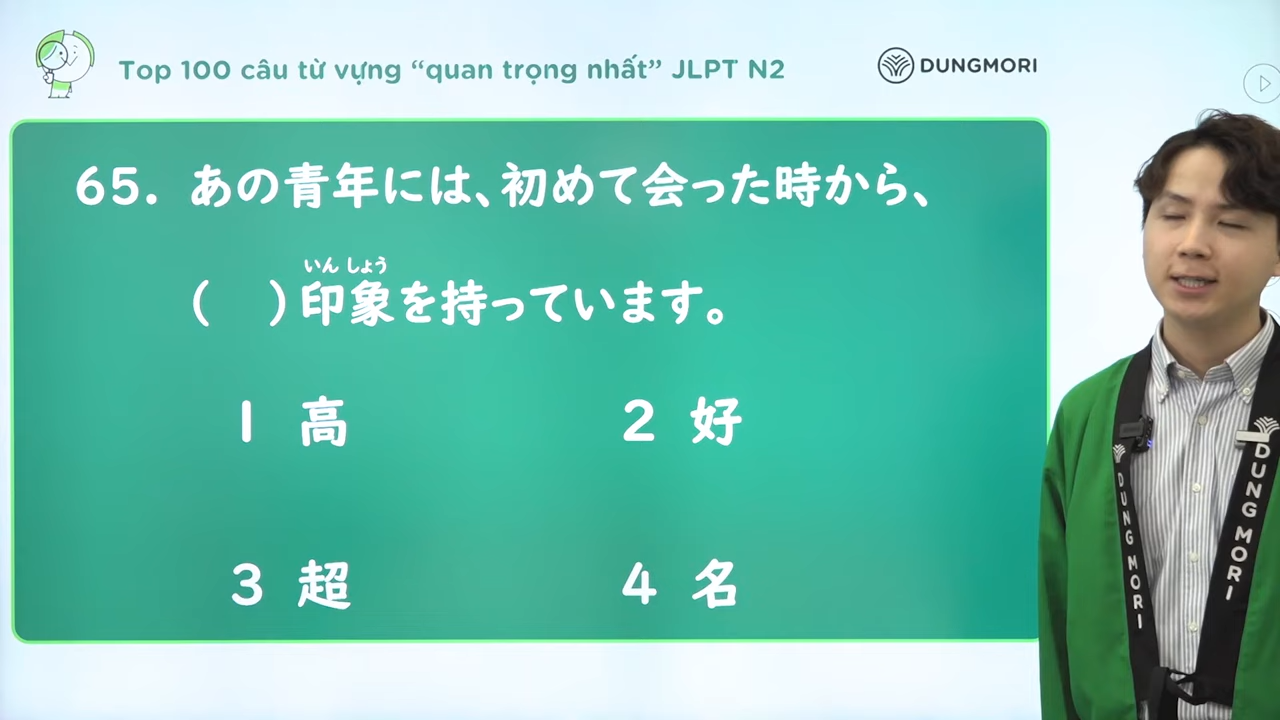 Top 100 câu từ vựng “quan trọng nhất” JLPT N2
DUNGMORI
65. あの青年には、初めて会った時から、
いん しょう
( )印象を持っています。
1 高
2 好
3 超
4 名
DUNG MORI
DUNG MORI